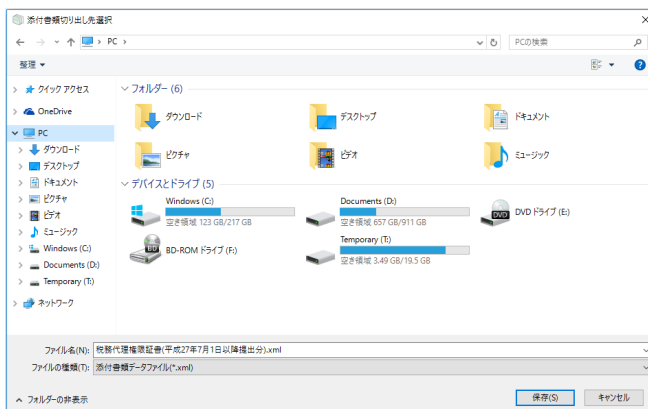 添付書類切り出し先選択
PC
PCの検索
整理
クイック アクセス
OneDrive
PC
ダウンロード
デスクトップ
ドキュメント
ピクチャ
ビデオ
ミュージック
Windows (C:)
Documents (D:)
Temporary (T:)
ネットワーク
フォルダー (6)
ダウンロード
デスクトップ
ドキュメント
ピクチャ
ビデオ
ミュージック
デバイスとドライブ (5)
Windows (C:)
空き領域 123 GB/217 GB
Documents (D:)
空き領域 657 GB/911 GB
DVD ドライブ (E:)
BD-ROM ドライブ (F:)
Temporary (T:)
空き領域 3.49 GB/19.5 GB
ファイル名(N): 税務代理権限証書(平成27年7月1日以降提出分).xml
ファイルの種類(T): 添付書類データファイル(*.xml)
フォルダーの非表示
保存(S)
キャンセル